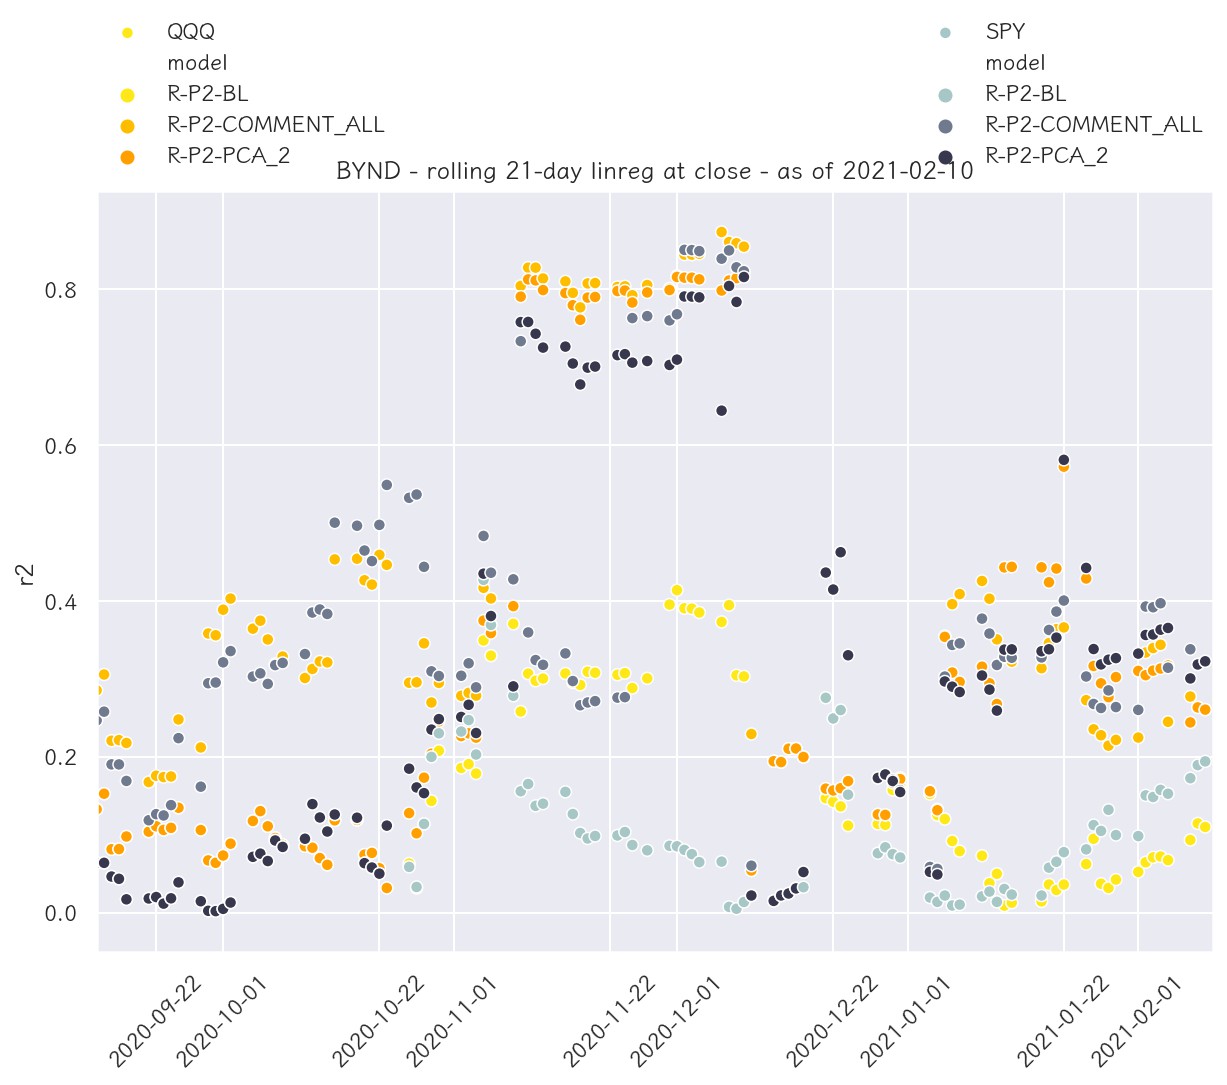 QQQ
model
R-P2-BL
R-P2-COMMENT_ALL
R-P2-PCA_2
SPY
model
R-P2-BL
R-P2-COMMENT_ALL
R-P2-PCA_2
BYND - rolling 21-day linreg at close - as of 2021-02-10
r2
0.8
0.6
0.4
0.2
0.0
2020-09-22
2020-10-01
2020-10-22
2020-11-01
2020-11-22
2020-12-01
2020-12-22
2021-01-01
2021-01-22
2021-02-01